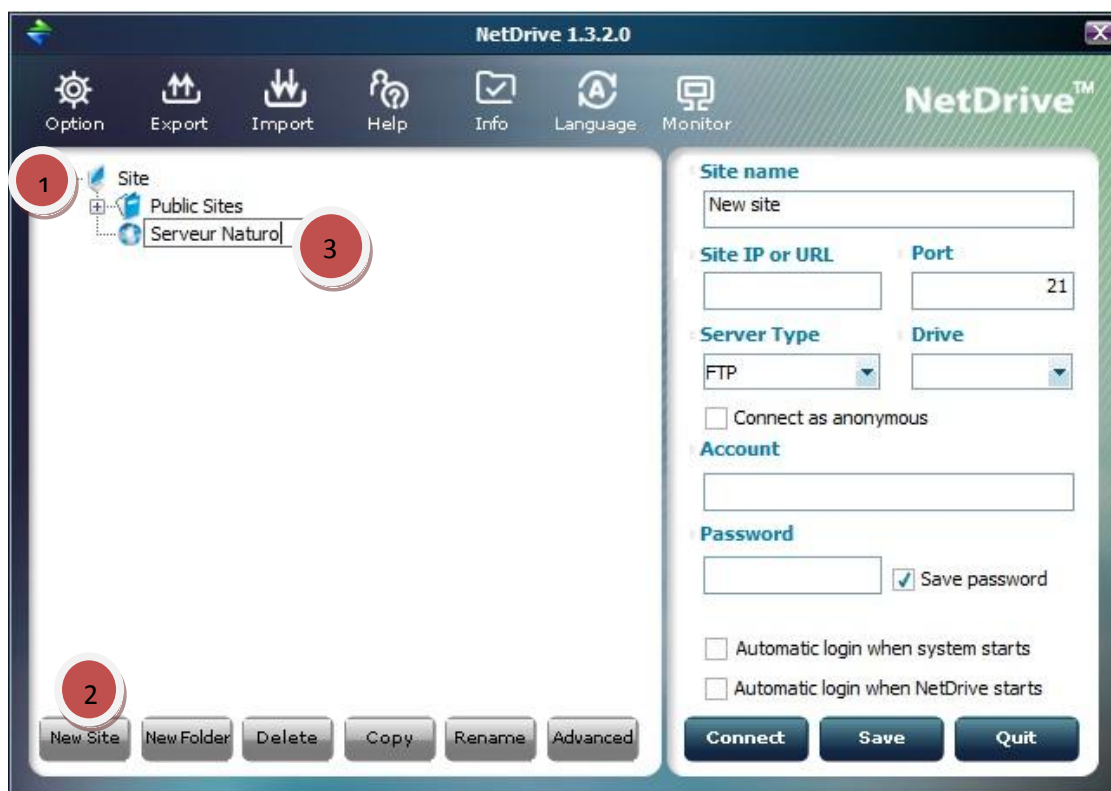 NetDrive 1.3.2.0
Option Export Import Help Info Language Monitor
NetDrive™
1
Site
Public Sites
Serveur Naturo
3
2
New Site New Folder Delete Copy Rename Advanced
Site name
New site
Site IP or URL Port
21
Server Type Drive
FTP
Connect as anonymous
Account
Password
Save password
Automatic login when system starts
Automatic login when NetDrive starts
Connect Save Quit